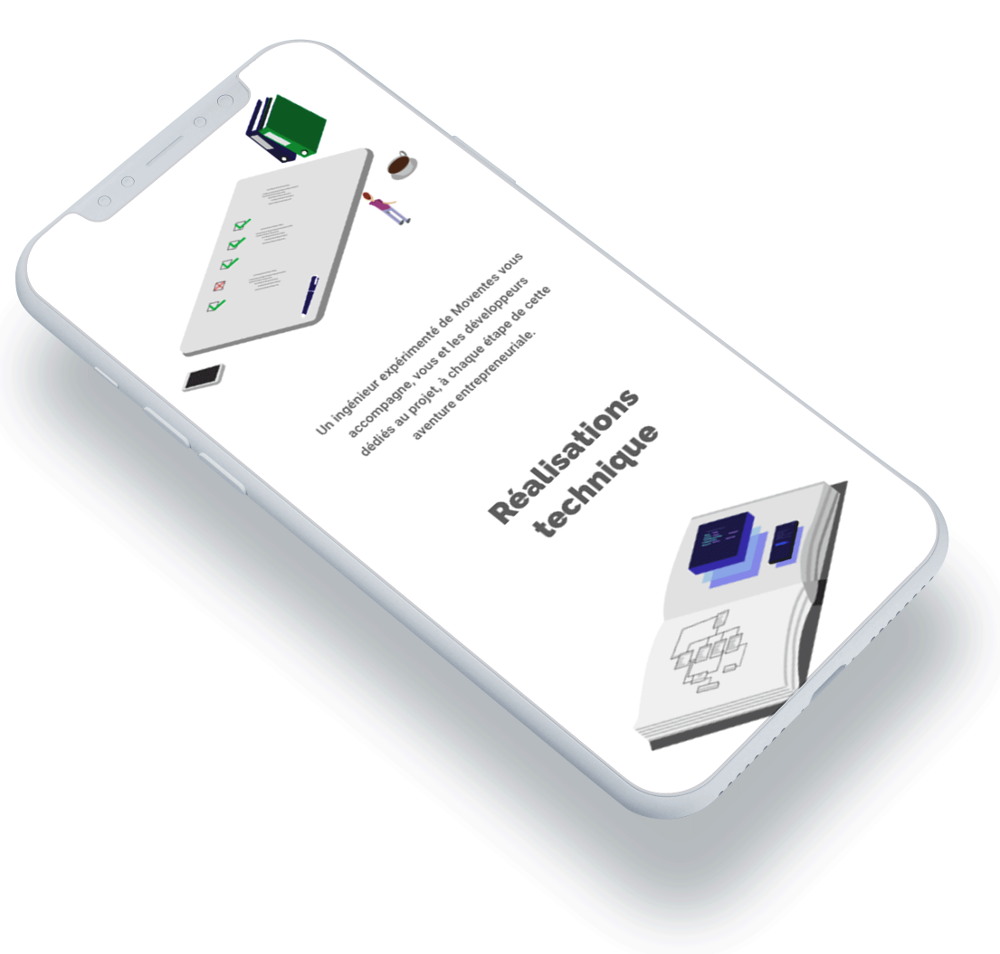 Un ingénieur expérimenté de Moventes vous
accompagne, vous et les développeurs
dédiés au projet, à chaque étape de cette
aventure entrepreneuriale.
Réalisations
technique